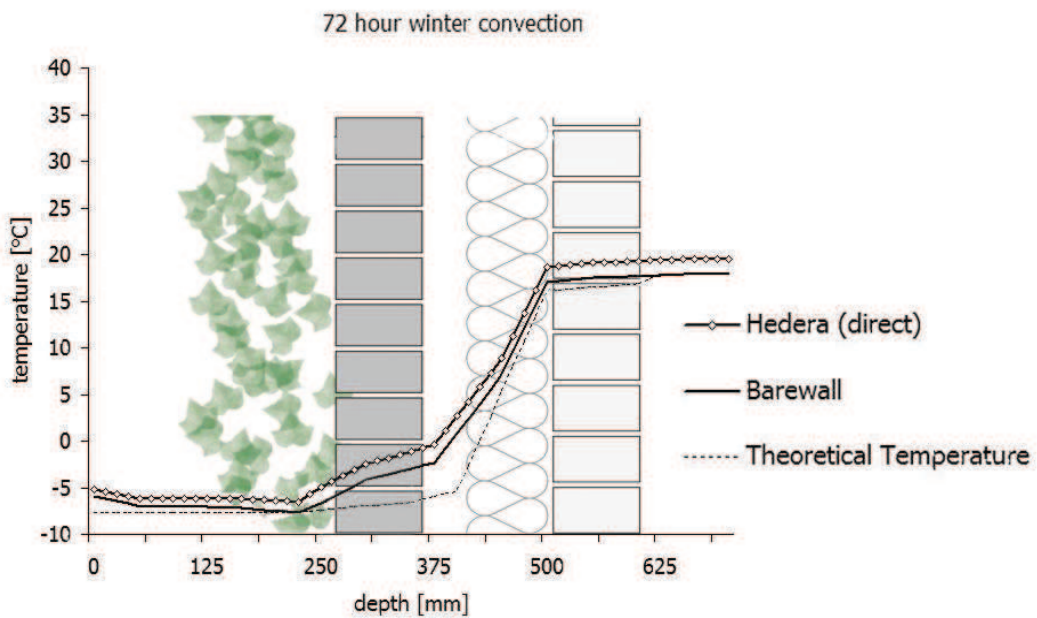 72 hour winter convection
40
35
30
25
20
15
10
5
0
-5
-10
temperature [°C]
0 125 250 375 500 625
depth [mm]
Hedera (direct)
Barewall
Theoretical Temperature